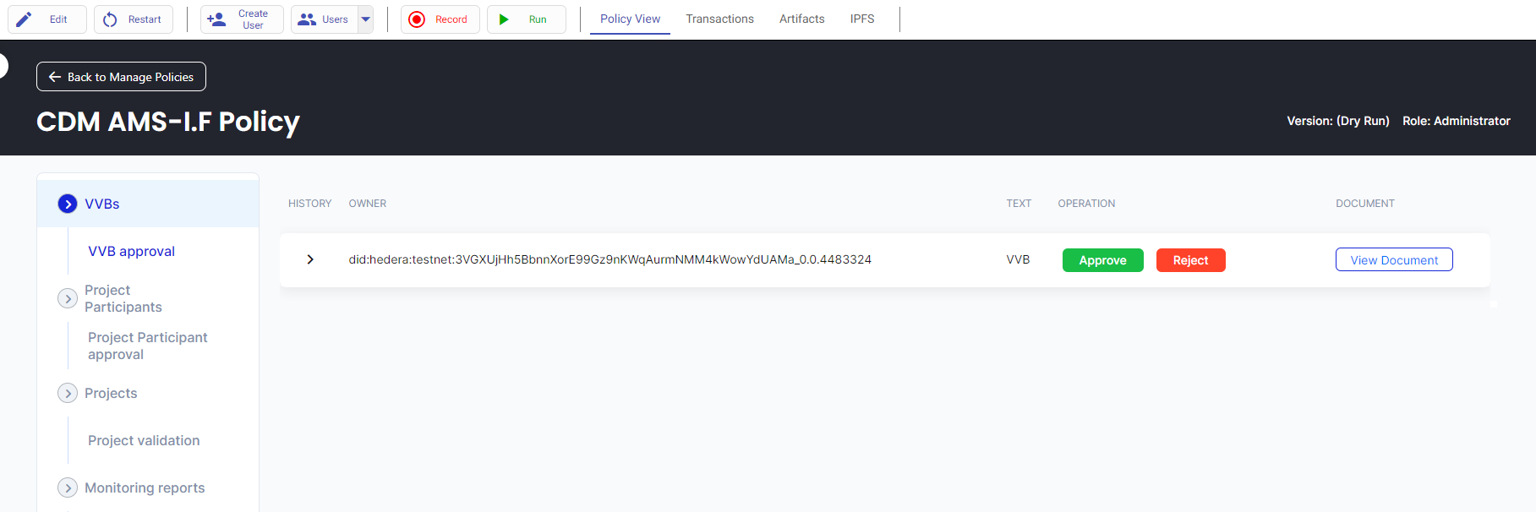 Edit Restart Create User Users Record Run Policy View Transactions Artifacts IPFS
Back to Manage Policies
CDM AMS-I.F Policy
Version: (Dry Run) Role: Administrator
VVBs
HISTORY OWNER TEXT OPERATION DOCUMENT
VVB approval
did:hedera:testnet:3VGXUjHh5BbnnXorE99Gz9nKWqAurmNMM4kWowYdUAMa_0.0.4483324 VVB Approve Reject View Document
Project
Participants
Project Participant
approval
Projects
Project validation
Monitoring reports